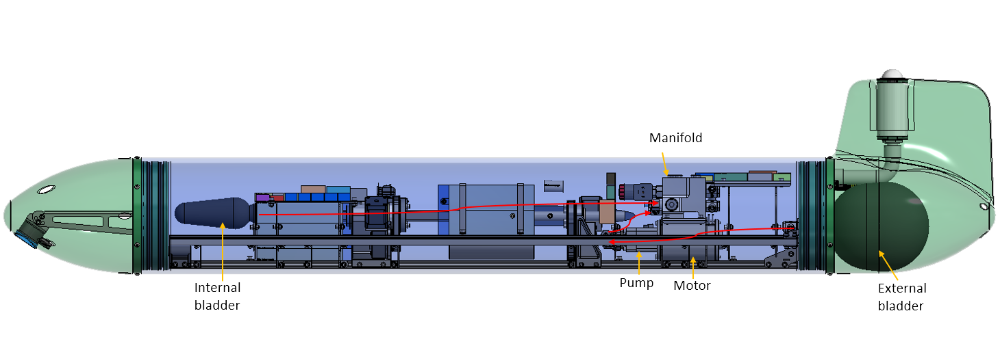 Manifold
Internal
bladder
Pump
Motor
External
bladder